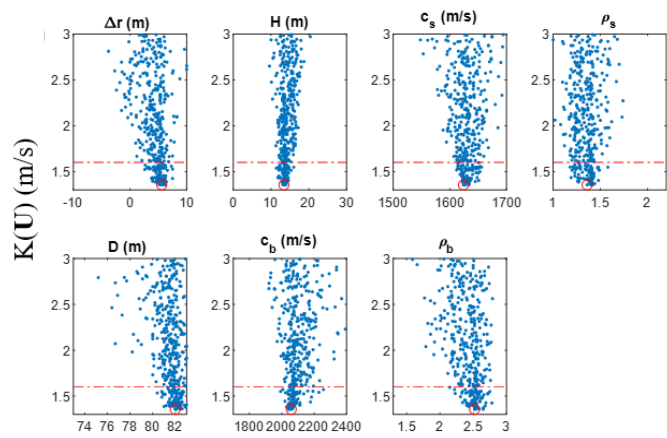 Δr (m) H (m) c_s (m/s) ρ_s
3 3 3 3
2.5 2.5 2.5 2.5
2 2 2 2
1.5 1.5 1.5 1.5
-10 0 10 0 10 20 30 1500 1600 1700 1 1.5 2
K(U) (m/s)
D (m) c_b (m/s) ρ_b
3 3 3
2.5 2.5 2.5
2 2 2
1.5 1.5 1.5
74 76 78 80 82 1800 2000 2200 2400 1.5 2 2.5 3